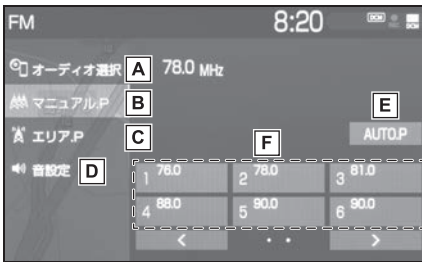 FM 8:20 DCM
オーディオ選択 A 78.0 MHz
マニュアル.P B
E
エリア.P C F AUTO.P
音設定 D
1 76.0 2 78.0 3 81.0
4 88.0 5 90.0 6 90.0
< • • >